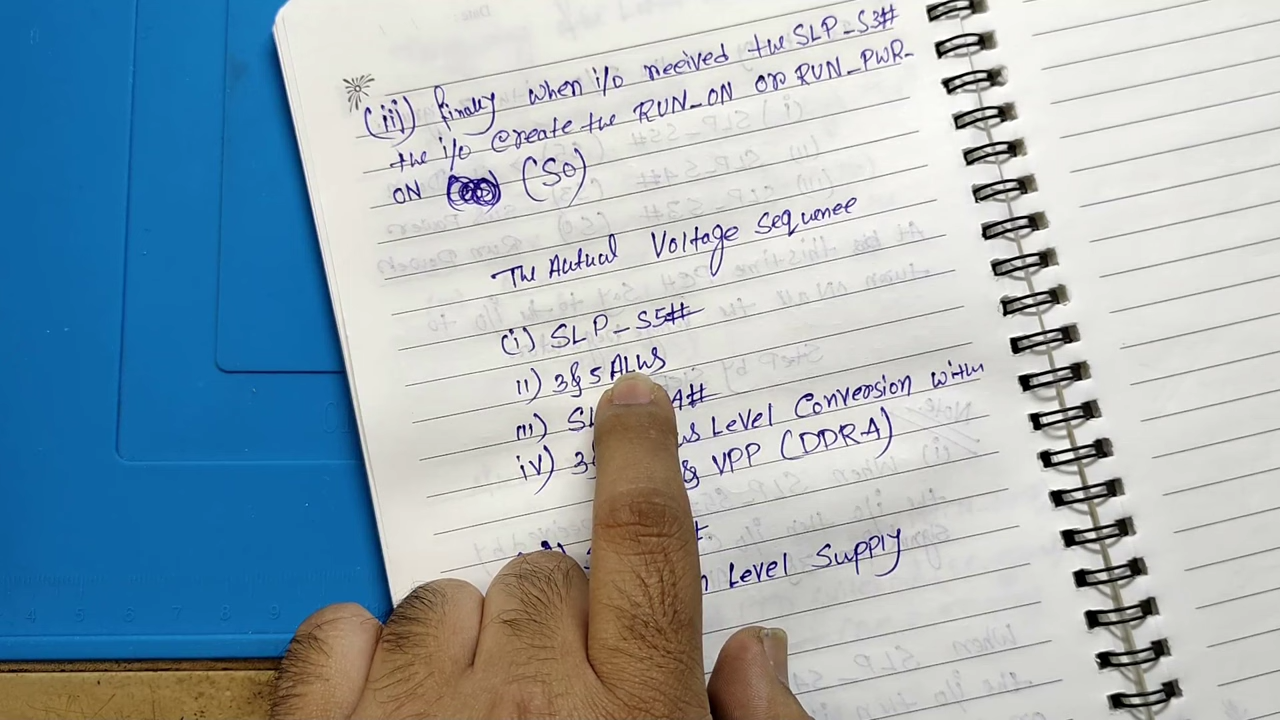 (iii) finally when i/o received the SLP_S3#
the i/o create the RUN_ON or RUN_PWR_
ON (S0)
The Actual Voltage Sequence
(i) SLP_S5#
ii) 3&5 ALWS
iii) 4#
iv) 3& Level Conversion with
& VPP (DDR4)
Level Supply